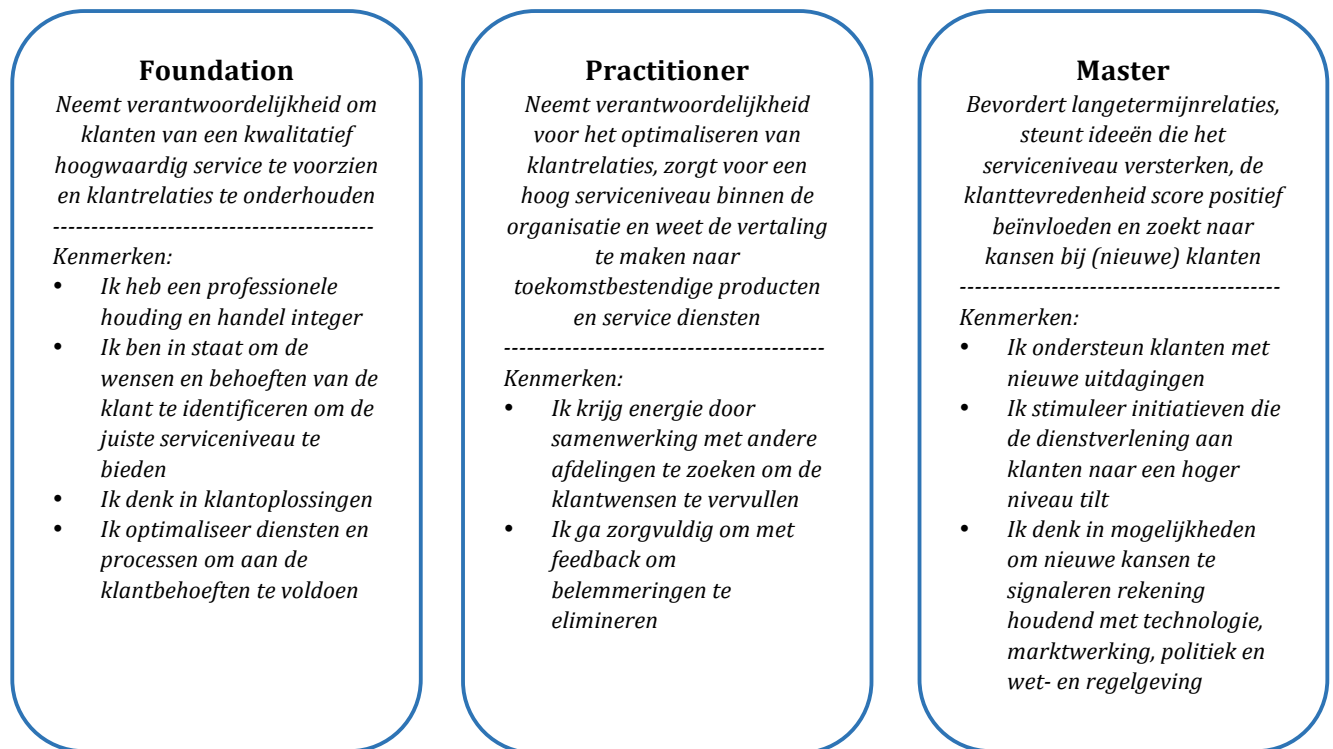 Foundation
Neemt verantwoordelijkheid om
klanten van een kwalitatief
hoogwaardig service te voorzien
en klantrelaties te onderhouden
------------------------------------------
Kenmerken:
• Ik heb een professionele
houding en handel integer
• Ik ben in staat om de
wensen en behoeften van de
klant te identificeren om de
juiste serviceniveau te
bieden
• Ik denk in klantoplossingen
• Ik optimaliseer diensten en
processen om aan de
klantbehoeften te voldoen
Practitioner
Neemt verantwoordelijkheid
voor het optimaliseren van
klantrelaties, zorgt voor een
hoog serviceniveau binnen de
organisatie en weet de vertaling
te maken naar
toekomstbestendige producten
en service diensten
------------------------------------------
Kenmerken:
• Ik krijg energie door
samenwerking met andere
afdelingen te zoeken om de
klantwensen te vervullen
• Ik ga zorgvuldig om met
feedback om
belemmeringen te
elimineren
Master
Bevordert langetermijnrelaties,
steunt ideeën die het
serviceniveau versterken, de
klanttevredenheid score positief
beïnvloeden en zoekt naar
kansen bij (nieuwe) klanten
------------------------------------------
Kenmerken:
• Ik ondersteun klanten met
nieuwe uitdagingen
• Ik stimuleer initiatieven die
de dienstverlening aan
klanten naar een hoger
niveau tilt
• Ik denk in mogelijkheden
om nieuwe kansen te
signaleren rekening
houdend met technologie,
marktwerking, politiek en
wet- en regelgeving